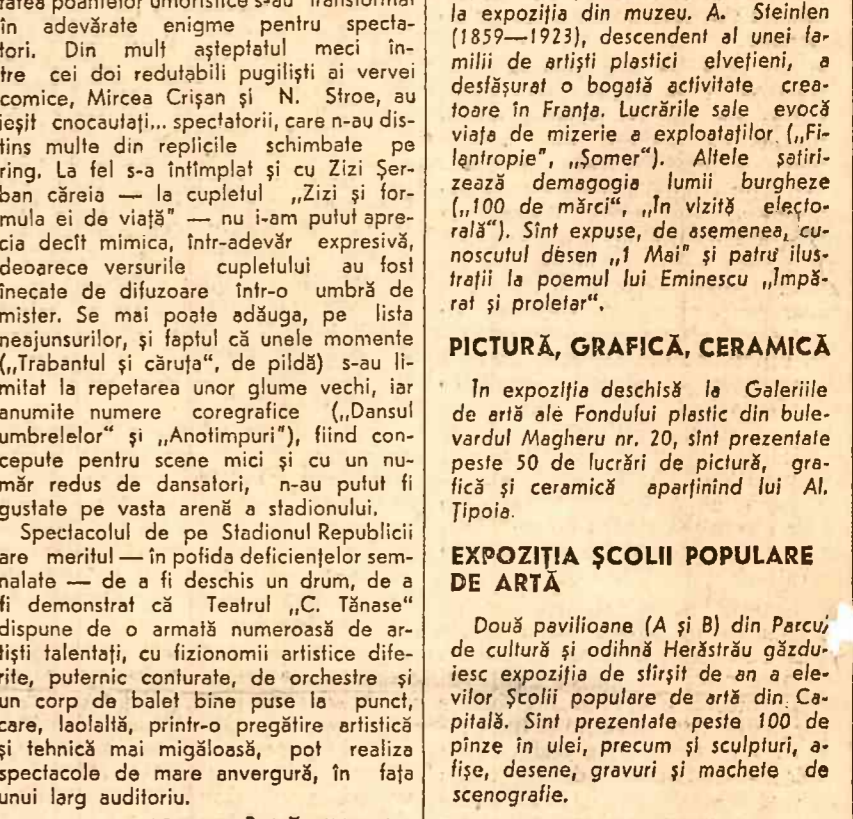 în adevărate enigme pentru specta-
tori. Din mult așteptatul meci în-
tre cei doi redutabili pugiliști ai vervei
comice, Mircea Crișan și N. Stroe, au
ieșit cnocautați... spectatorii, care n-au dis-
tins multe din replicile schimbate pe
ring. La fel s-a întîmplat și cu Zizi Șer-
ban căreia — la cupletul „Zizi și for-
mula ei de viață” — nu i-am putut apre-
cia decît mimica, într-adevăr expresivă,
deoarece versurile cupletului au fost
înecate de difuzoare într-o umbră de
mister. Se mai poate adăuga, pe lista
neajunsurilor, și faptul că unele momente
(„Trabantul și căruța“, de pildă) s-au li-
mitat la repetarea unor glume vechi, iar
anumite numere coregrafice („Dansul
umbrelelor“ și „Anotimpuri”), fiind con-
cepute pentru scene mici și cu un nu-
măr redus de dansatori, n-au putut fi
gustate pe vasta arenă a stadionului.
Spectacolul de pe Stadionul Republicii
are meritul — în pofida deficiențelor sem-
nalate — de a fi deschis un drum, de a
fi demonstrat că Teatrul „C. Tănase“
dispune de o armată numeroasă de ar-
tiști talentați, cu fizionomii artistice dife-
rite, puternic conturate, de orchestre și
un corp de balet bine puse la punct,
care, laolaltă, printr-o pregătire artistică
și tehnică mai migăloasă, pot realiza
spectacole de mare anvergură, în fața
unui larg auditoriu.
la expoziția din muzeu. A. Steinlen
(1859—1923), descendent al unei fa-
milii de artiști plastici elvețieni, a
desfășurat o bogată activitate crea-
toare în Franța. Lucrările sale evocă
viața de mizerie a exploataților („Fi-
lantropie”, „Șomer“). Altele satiri-
zează demagogia lumii burgheze
(„100 de mărci“, „În vizită electo-
rală“). Sînt expuse, de asemenea, cu-
noscutul desen „1 Mai” și patru ilus-
trații la poemul lui Eminescu „Împă-
rat și proletar“.
PICTURĂ, GRAFICĂ, CERAMICĂ
În expoziția deschisă la Galeriile
de artă ale Fondului plastic din bule-
vardul Magheru nr. 20, sînt prezentate
peste 50 de lucrări de pictură, gra-
fică și ceramică aparținind lui Al.
Țipoia.
EXPOZIȚIA ȘCOLII POPULARE
DE ARTĂ
Două pavilioane (A și B) din Parcul
de cultură și odihnă Herăstrău găzdu-
iesc expoziția de sfîrșit de an a ele-
vilor Școlii populare de artă din Ca-
pitală. Sînt prezentate peste 100 de
pînze în ulei, precum și sculpturi, a-
fișe, desene, gravuri și machete de
scenografie.